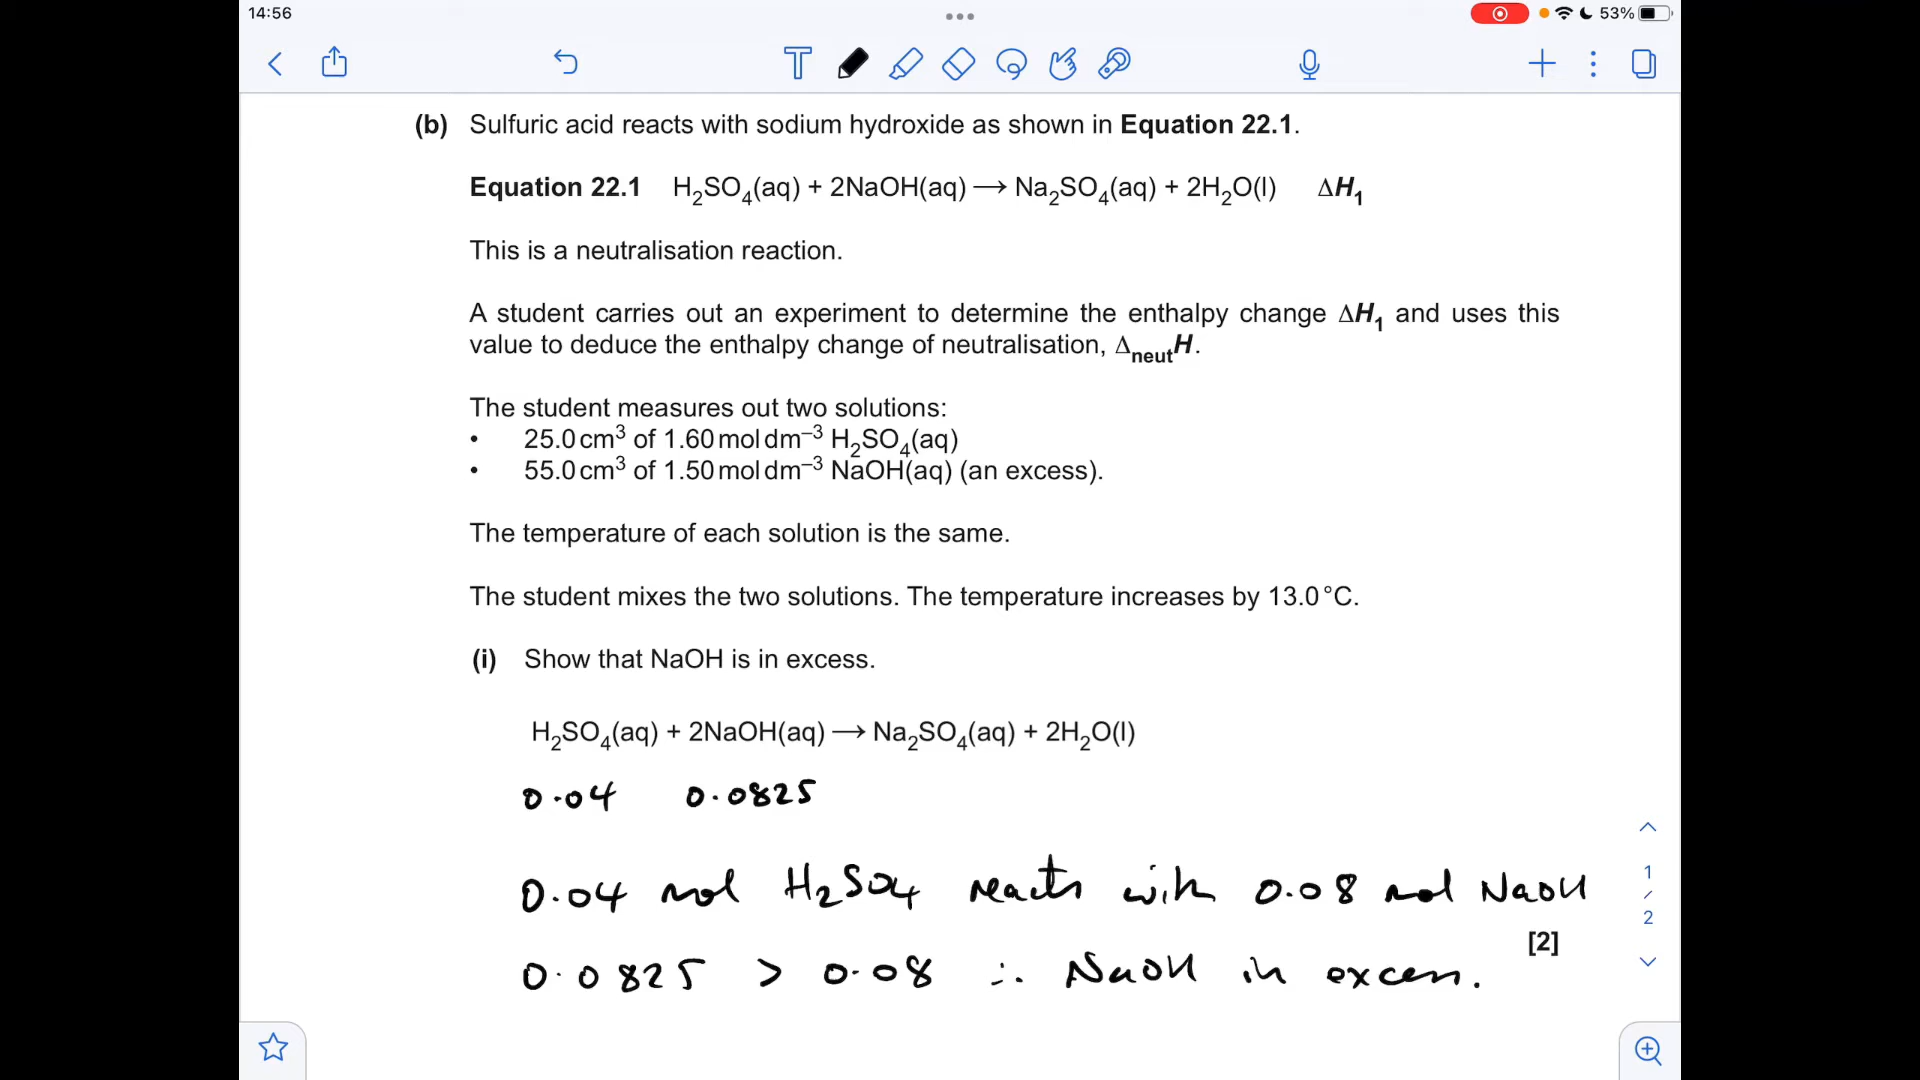 14:56
53%
(b) Sulfuric acid reacts with sodium hydroxide as shown in Equation 22.1.
Equation 22.1 H₂SO₄(aq) + 2NaOH(aq) → Na₂SO₄(aq) + 2H₂O(l) ΔH₁
This is a neutralisation reaction.
A student carries out an experiment to determine the enthalpy change ΔH₁ and uses this
value to deduce the enthalpy change of neutralisation, ΔneutH.
The student measures out two solutions:
• 25.0 cm³ of 1.60 mol dm⁻³ H₂SO₄(aq)
• 55.0 cm³ of 1.50 mol dm⁻³ NaOH(aq) (an excess).
The temperature of each solution is the same.
The student mixes the two solutions. The temperature increases by 13.0 °C.
(i) Show that NaOH is in excess.
H₂SO₄(aq) + 2NaOH(aq) → Na₂SO₄(aq) + 2H₂O(l)
0.04 0.0825
0.04 mol H₂SO₄ reacts with 0.08 mol NaOH
[2]
0.0825 > 0.08 ∴ NaOH in excess.
1/2